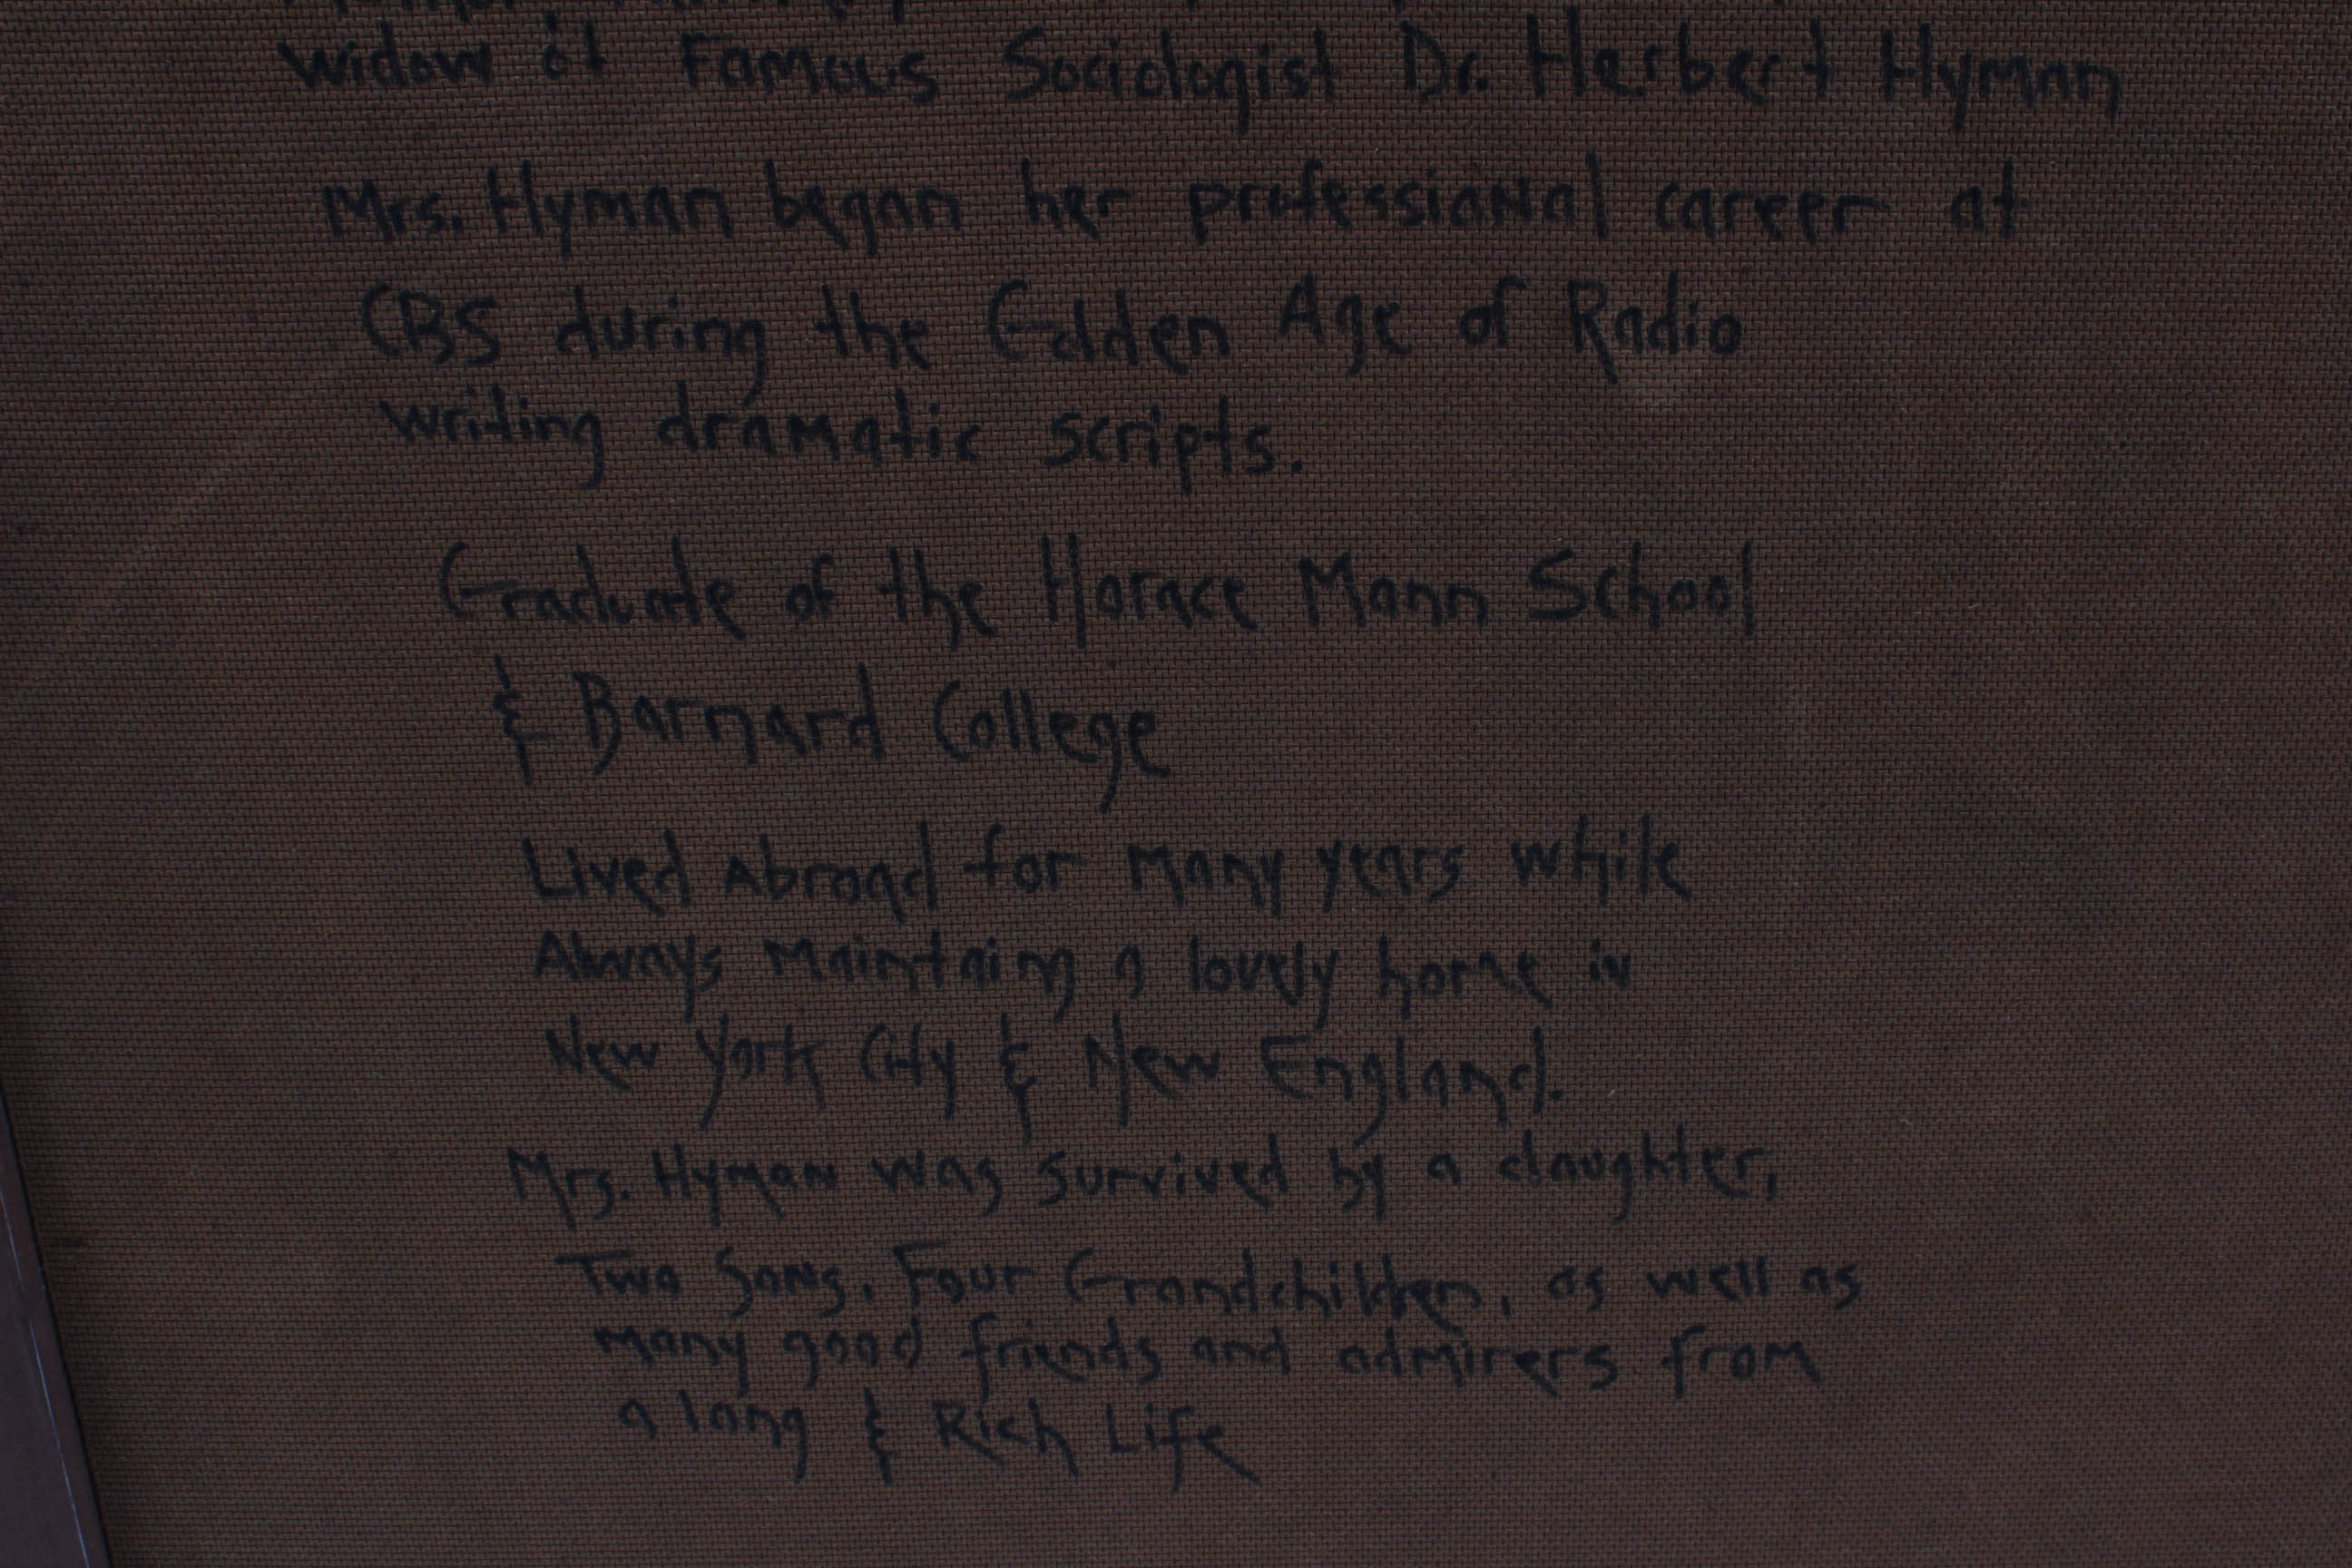 Widow of Famous Sociologist Dr. Herbert Hyman
Mrs. Hyman began her professional career at
CBS during the Golden Age of Radio
writing dramatic scripts.
Graduate of the Horace Mann School
& Barnard College
Lived Abroad for many years while
Always maintaing a lovely home in
New York City & New England.
Mrs. Hyman was survived by a daughter,
Two Sons, Four Grandchildren, as well as
many good friends and admirers from
a long & Rich Life